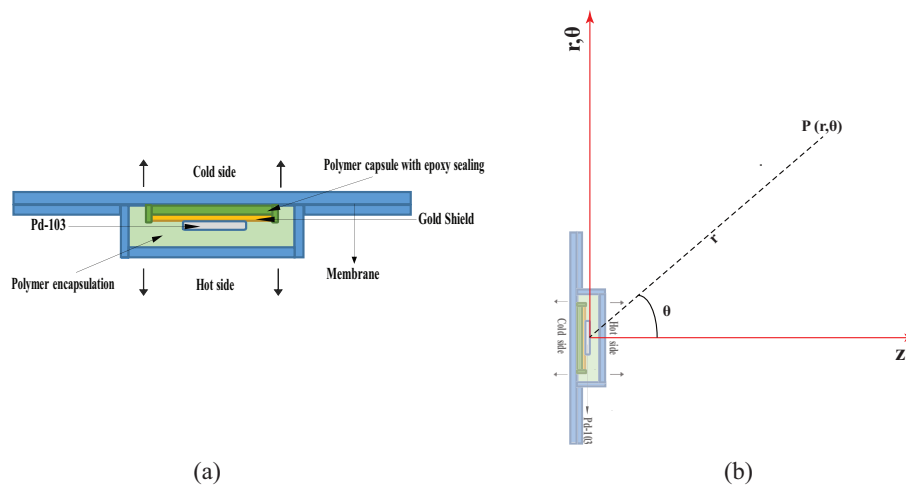 Cold side
Polymer capsule with epoxy sealing
Pd-103
Gold Shield
Polymer encapsulation
Hot side
Membrane
(a)
r,θ
P (r,θ)
r
θ
Cold side
Hot side
z
Pd-103
(b)